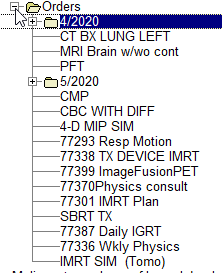 Orders
4/2020
CT BX LUNG LEFT
MRI Brain w/wo cont
PFT
5/2020
CMP
CBC WITH DIFF
4-D MIP SIM
77293 Resp Motion
77338 TX DEVICE IMRT
77399 ImageFusionPET
77370Physics consult
77301 IMRT Plan
SBRT TX
77387 Daily IGRT
77336 Wkly Physics
IMRT SIM (Tomo)